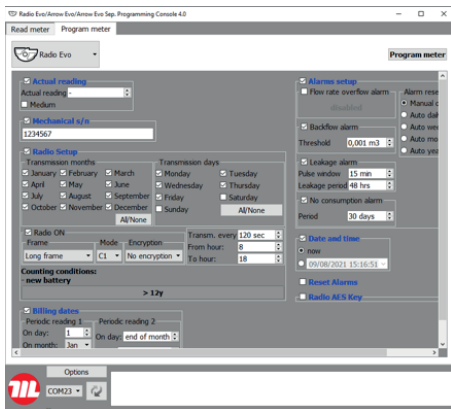 Radio Evo/Arrow Evo/Arrow Evo Sep. Programming Console 4.0
Read meter Program meter
Radio Evo
Program meter
Actual reading
Actual reading -
Medium
Mechanical s/n
1234567
Radio Setup
Transmission months
January February March
April May June
July August September
October November December
All/None
Transmission days
Monday Tuesday
Wednesday Thursday
Friday Saturday
Sunday All/None
Radio ON
Frame Mode Encryption
Long frame C1 No encryption
Transm. every 120 sec
From hour: 8
To hour: 18
Counting conditions:
- new battery
> 12y
Billing dates
Periodic reading 1 Periodic reading 2
On day: 1 On day: end of month
On month: Jan
Alarms setup
Flow rate overflow alarm
disabled
Backflow alarm
Threshold 0,001 m3
Leakage alarm
Pulse window 15 min
Leakage period 48 hrs
No consumption alarm
Period 30 days
Alarm rese
Manual
Auto dai
Auto we
Auto mo
Auto yea
Date and time
now
09/08/2021 15:16:51
Reset Alarms
Radio AES Key
Options
COM23